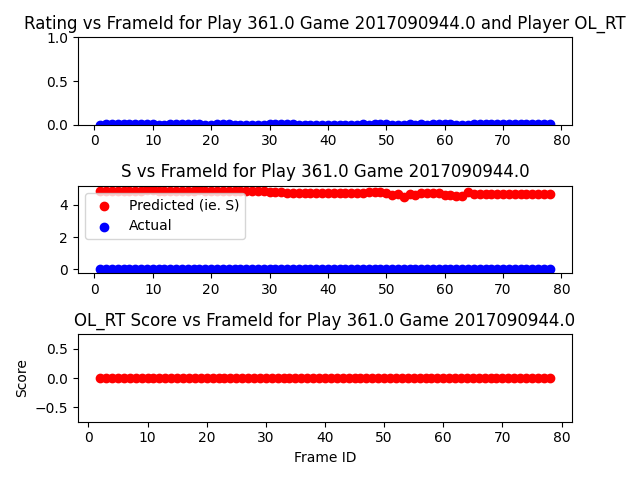 Rating vs FrameId for Play 361.0 Game 2017090944.0 and Player OL_RT
1.0
0.5
0.0
0 10 20 30 40 50 60 70 80
S vs FrameId for Play 361.0 Game 2017090944.0
4
2
0
Predicted (ie. S)
Actual
0 10 20 30 40 50 60 70 80
OL_RT Score vs FrameId for Play 361.0 Game 2017090944.0
Score
0.5
0.0
−0.5
0 10 20 30 40 50 60 70 80
Frame ID